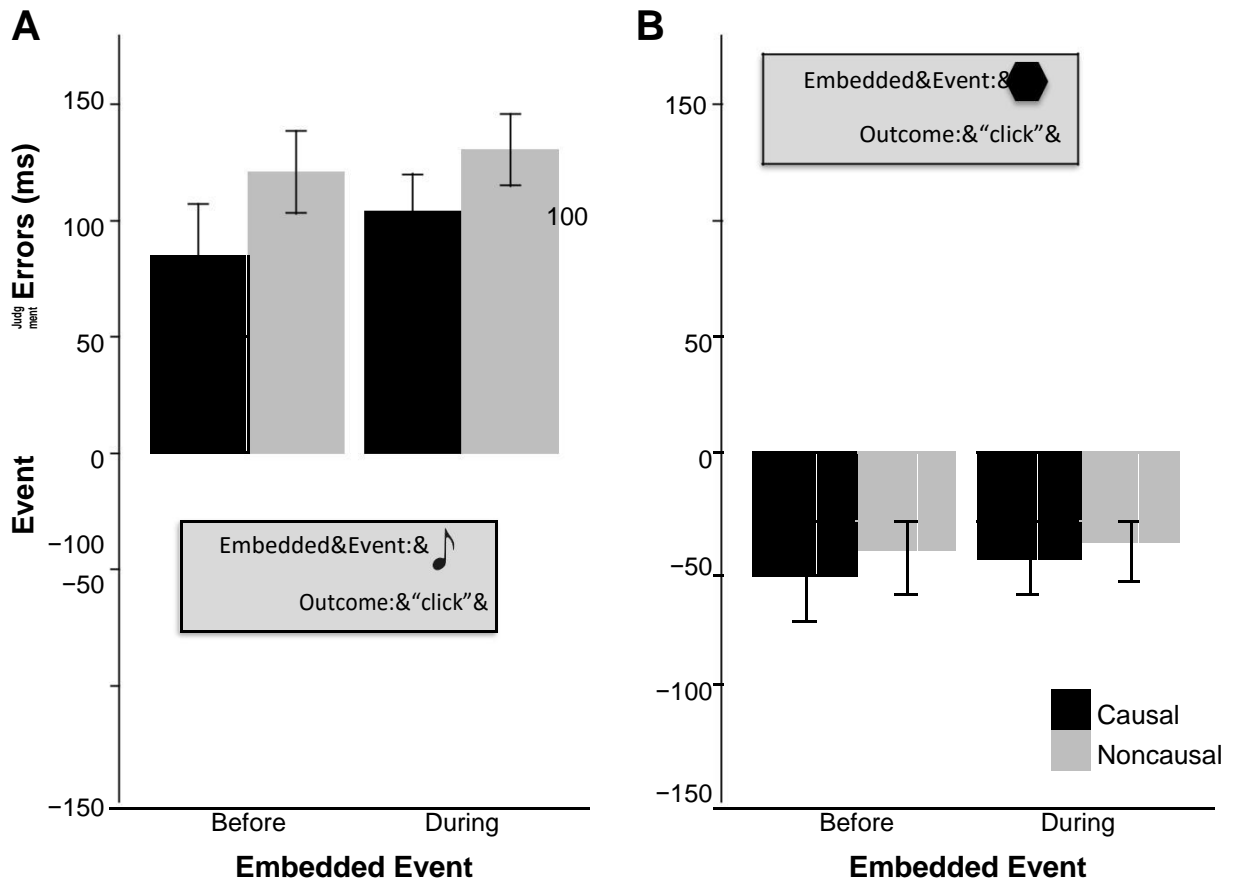 A
150
100
50
0
−100
−50
−150
Judg
ment
Errors (ms)
Event
Embedded&Event:&
Outcome:&“click”&
Before
During
Embedded Event
B
150
100
50
0
−50
−100
−150
Embedded&Event:&
Outcome:&“click”&
Causal
Noncausal
Before
During
Embedded Event